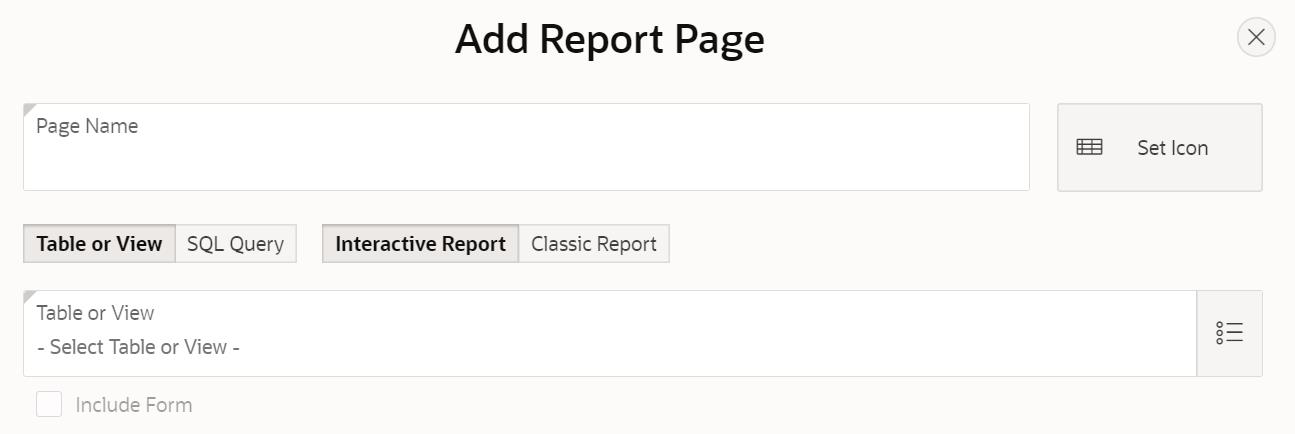 Add Report Page
Page Name
Set Icon
Table or View SQL Query Interactive Report Classic Report
Table or View
- Select Table or View -
Include Form